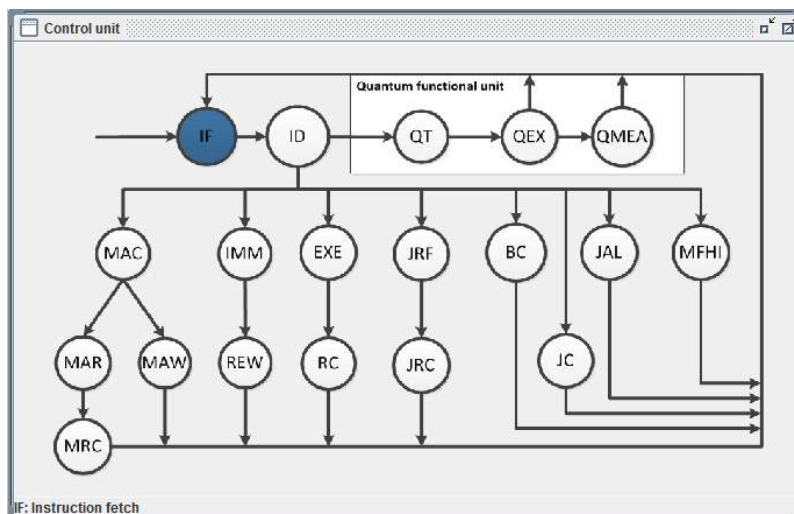 Control unit
Quantum functional unit
IF ID QT QEX QMEA
MAC IMM EXE JRF BC JAL MFHI
MAR MAW REW RC JRC JC
MRC
IF: Instruction fetch